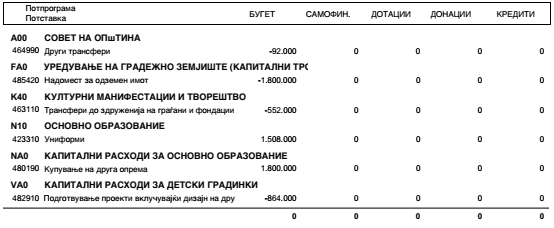 Потпрограма
Потставка БУГЕТ САМОФИН. ДОТАЦИИ ДОНАЦИИ КРЕДИТИ
A00 СОВЕТ НА ОПшТИНА
464990 Други трансфери -92.000 0 0 0 0
FA0 УРЕДУВАЊЕ НА ГРАДЕЖНО ЗЕМЈИШТЕ (КАПИТАЛНИ ТРО
485420 Надомест за одземен имот -1.800.000 0 0 0 0
K40 КУЛТУРНИ МАНИФЕСТАЦИИ И ТВОРЕШТВО
463110 Трансфери до здруженија на граѓани и фондации -552.000 0 0 0 0
N10 ОСНОВНО ОБРАЗОВАНИЕ
423310 Униформи 1.508.000 0 0 0 0
NA0 КАПИТАЛНИ РАСХОДИ ЗА ОСНОВНО ОБРАЗОВАНИЕ
480190 Купување на друга опрема 1.800.000 0 0 0 0
VA0 КАПИТАЛНИ РАСХОДИ ЗА ДЕТСКИ ГРАДИНКИ
482910 Подготвување проекти вклучувајќи дизајн на дру -864.000 0 0 0 0
0 0 0 0 0